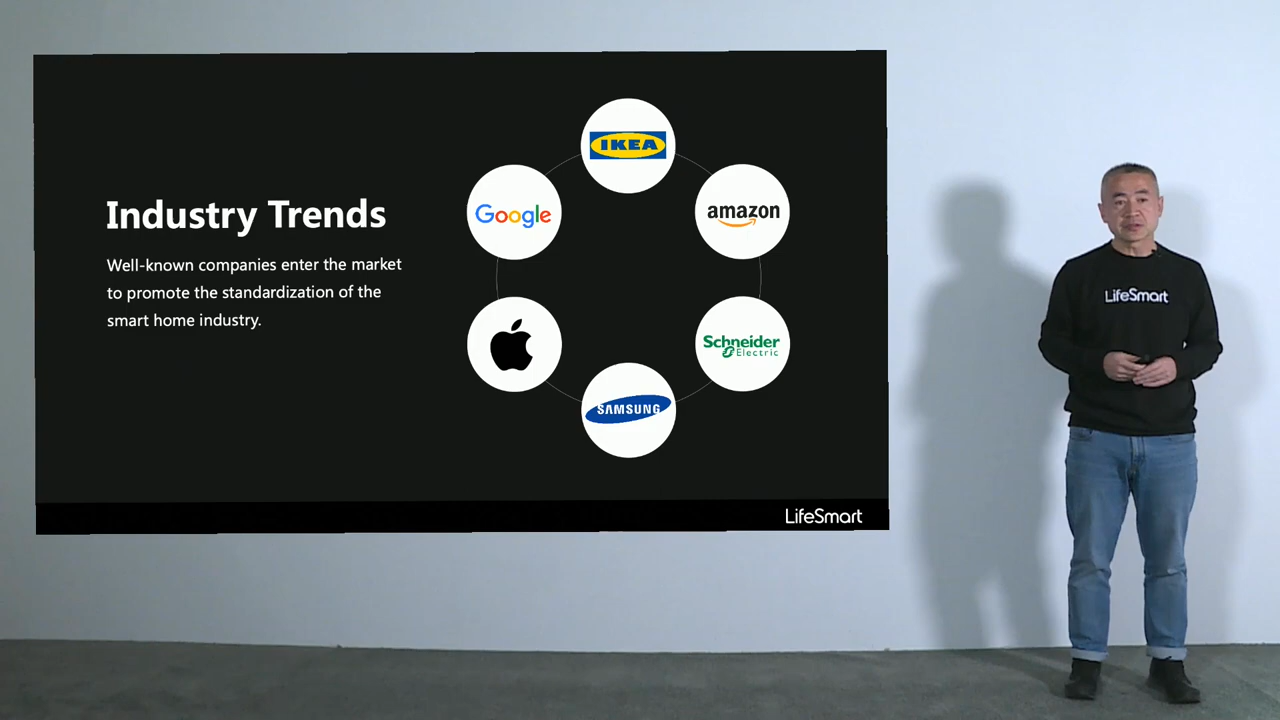 Industry Trends
Well-known companies enter the market
to promote the standardization of the
smart home industry.
IKEA
Google
amazon
Schneider
Electric
SAMSUNG
LifeSmart
LifeSmart